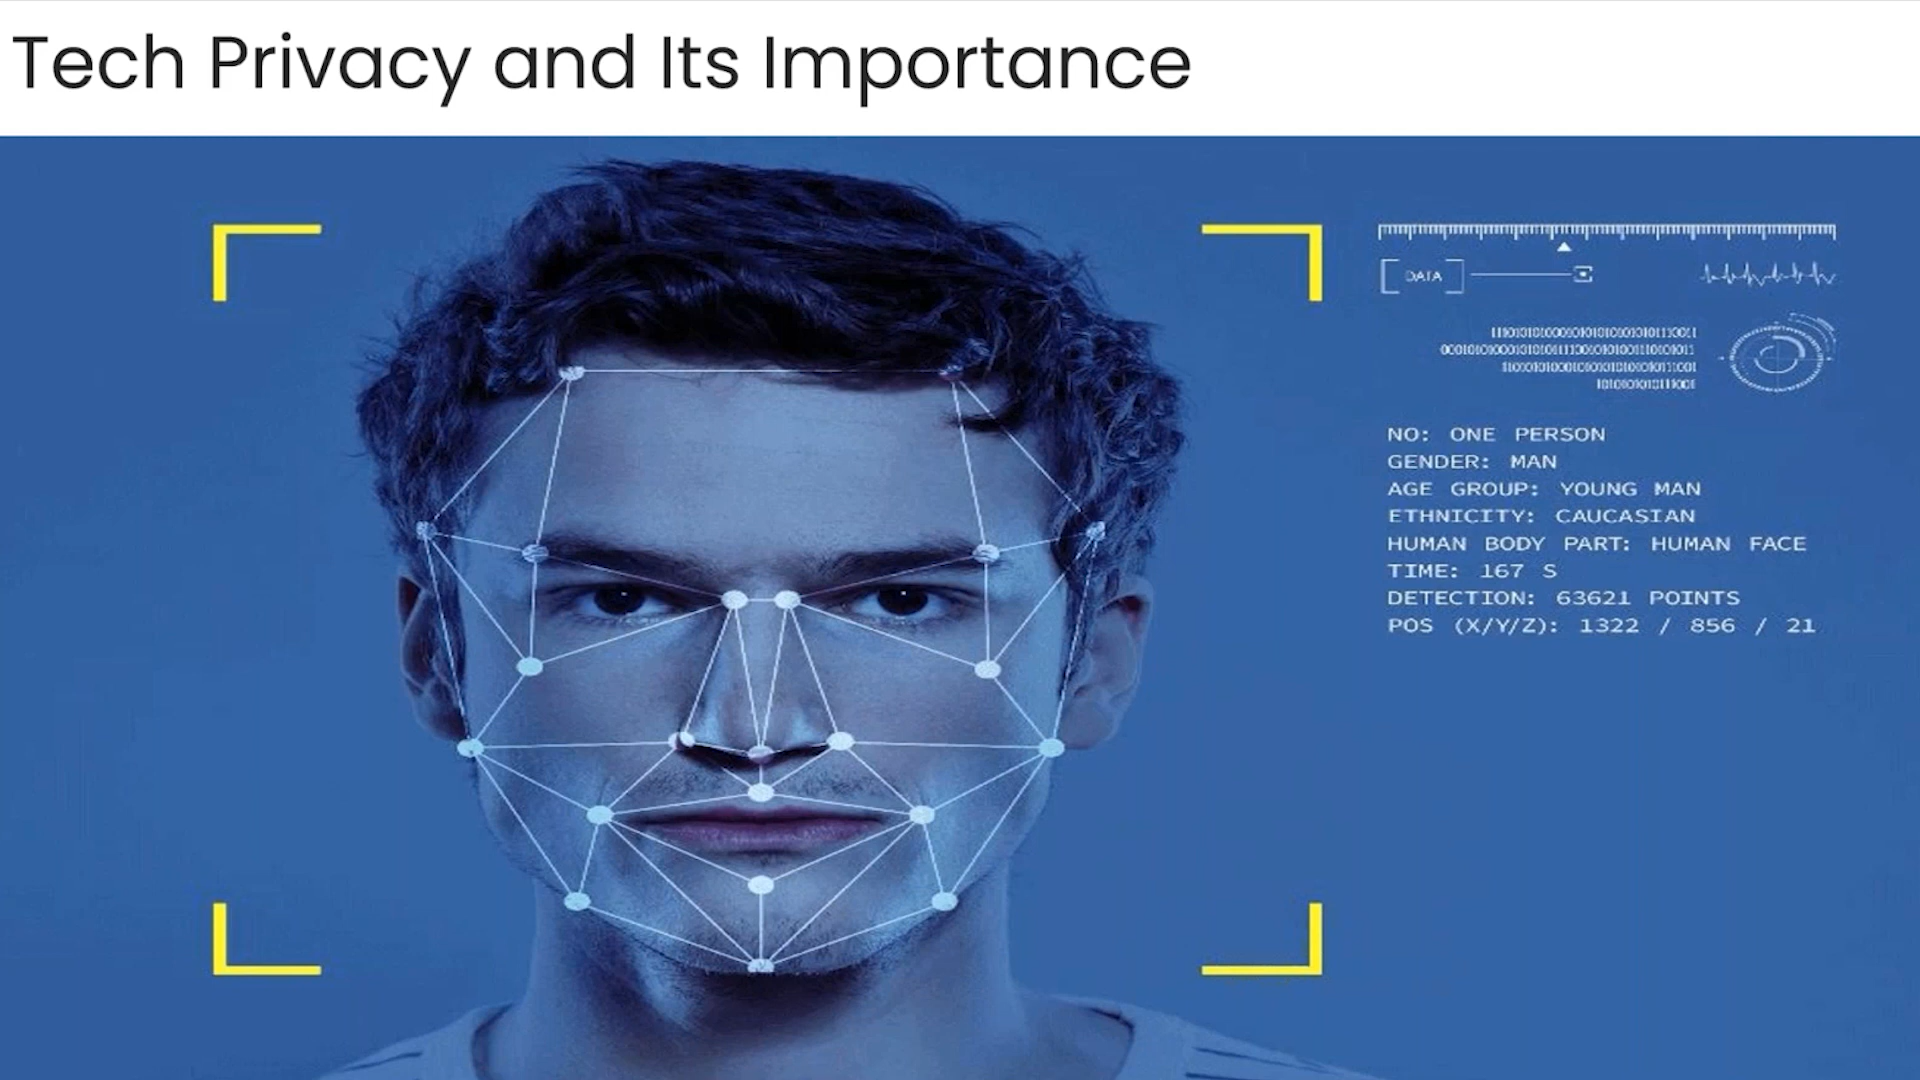 Tech Privacy and Its Importance
DATA
NO: ONE PERSON
GENDER: MAN
AGE GROUP: YOUNG MAN
ETHNICITY: CAUCASIAN
HUMAN BODY PART: HUMAN FACE
TIME: 167 S
DETECTION: 63621 POINTS
POS (X/Y/Z): 1322 / 856 / 21